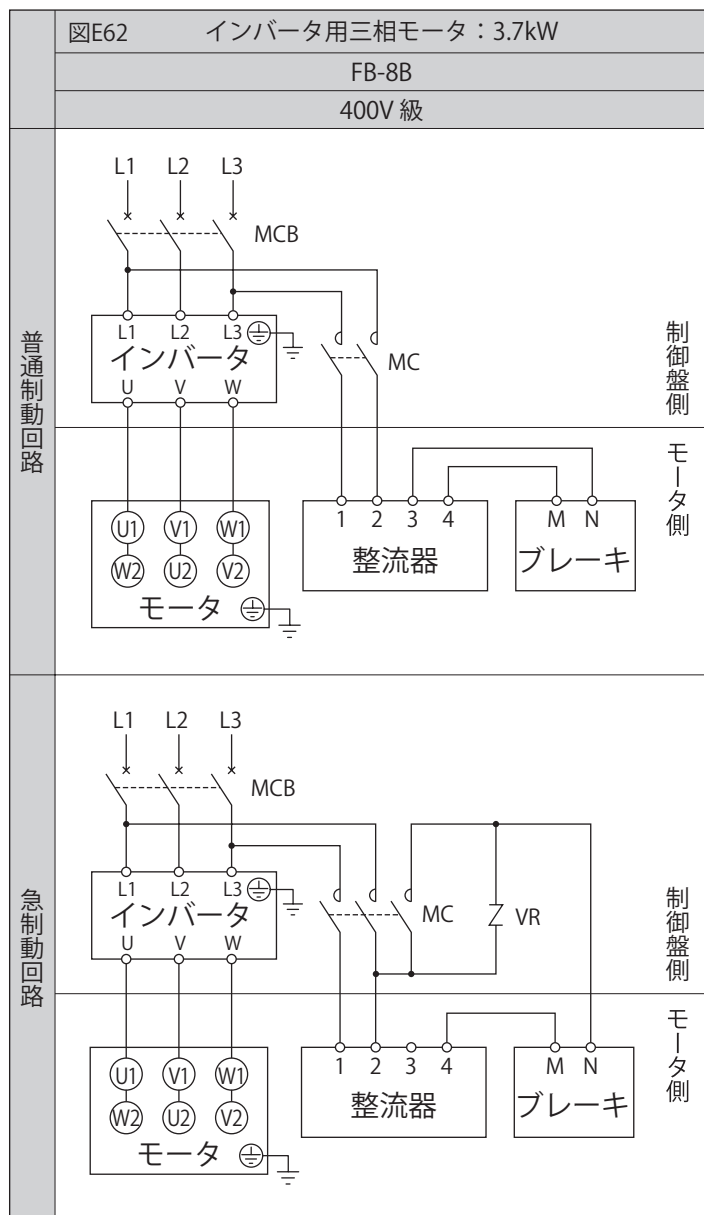 図E62 インバータ用三相モータ：3.7kW
FB-8B
400V 級
普通制動回路
L1 L2 L3
MCB
L1 L2 L3
インバータ
U V W
MC
制御盤側
モータ側
U1 V1 W1
W2 U2 V2
モータ
1 2 3 4
整流器
M N
ブレーキ
急制動回路
L1 L2 L3
MCB
L1 L2 L3
インバータ
U V W
MC
VR
制御盤側
モータ側
U1 V1 W1
W2 U2 V2
モータ
1 2 3 4
整流器
M N
ブレーキ